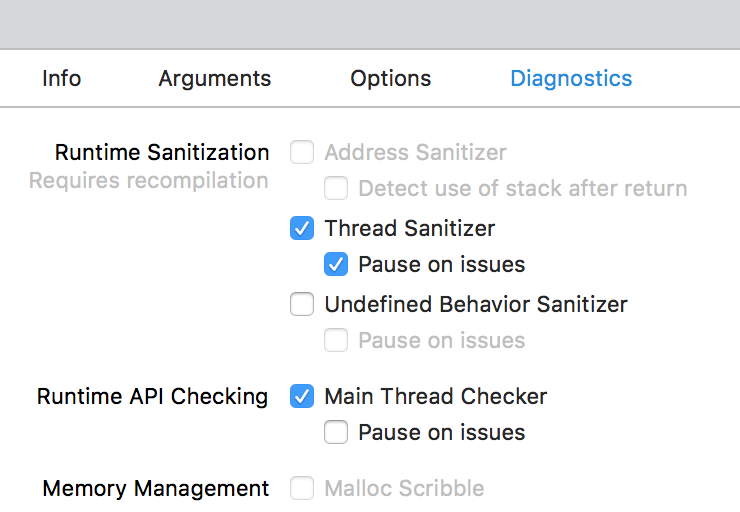 Info Arguments Options Diagnostics
Runtime Sanitization Address Sanitizer
Requires recompilation Detect use of stack after return
Thread Sanitizer
Pause on issues
Undefined Behavior Sanitizer
Pause on issues
Runtime API Checking Main Thread Checker
Pause on issues
Memory Management Malloc Scribble